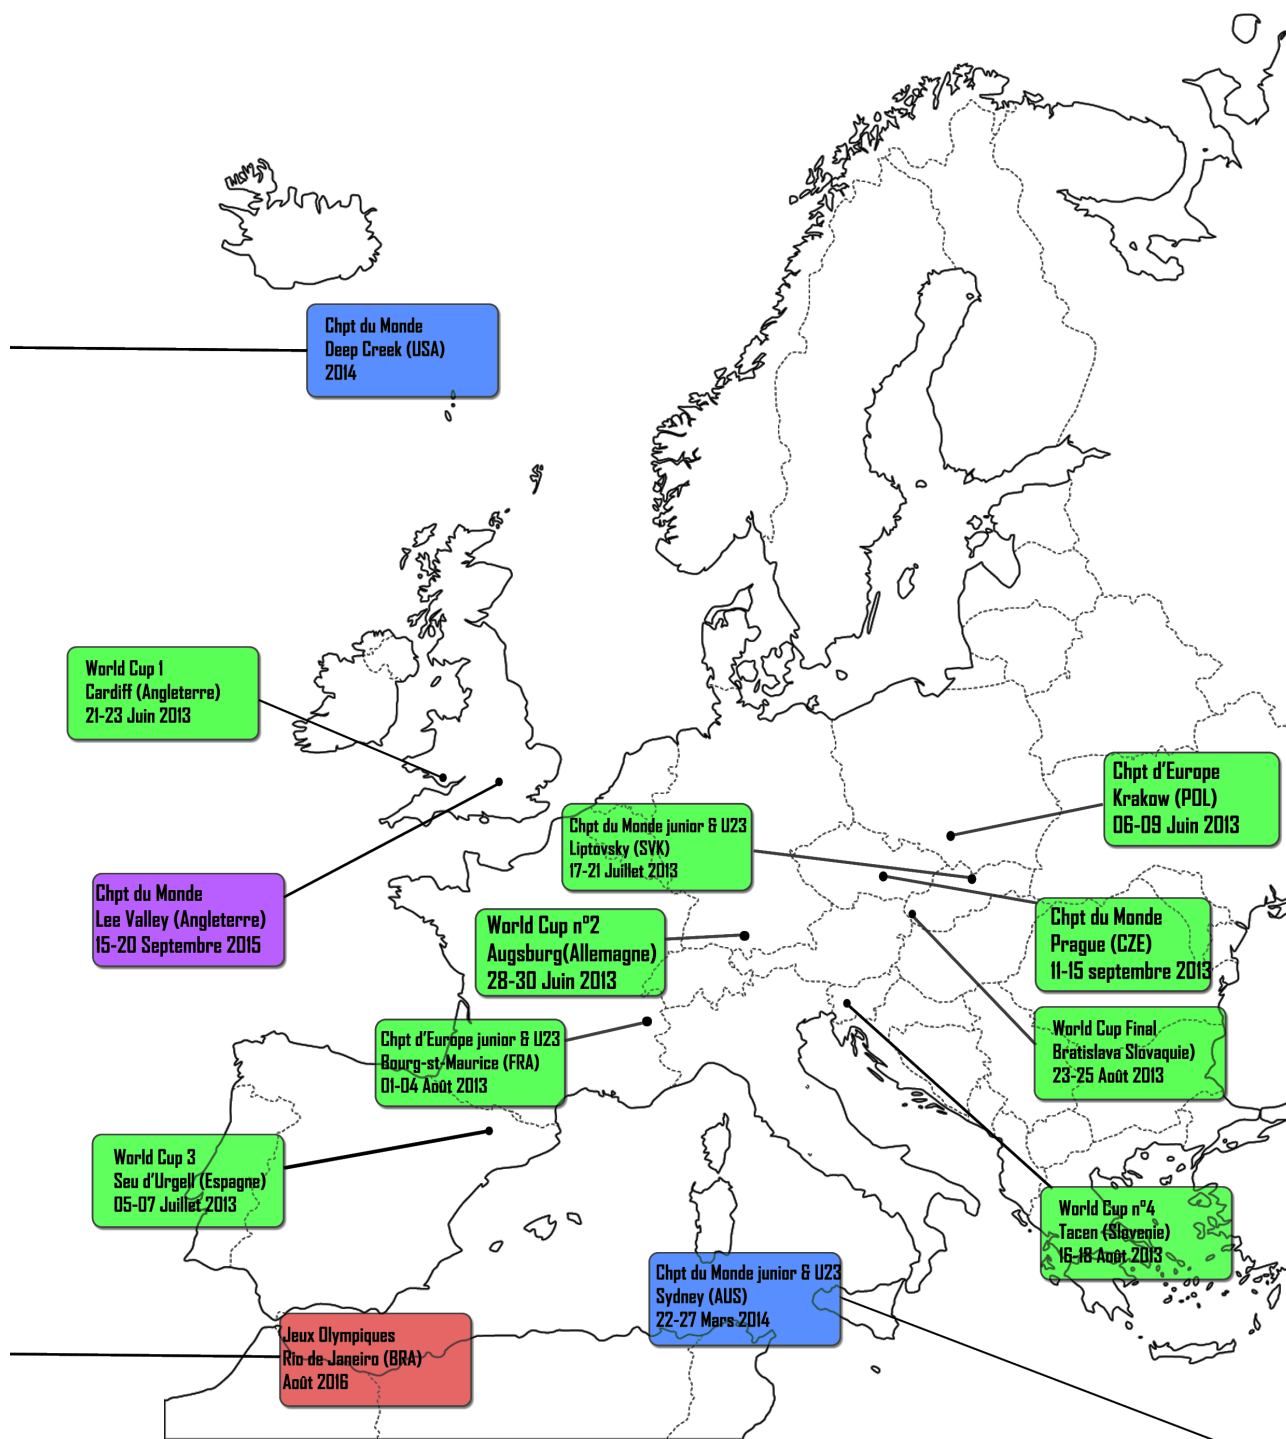 Chpt du Monde
Deep Creek (USA)
2014
World Cup 1
Cardiff (Angleterre)
21-23 Juin 2013
Chpt d'Europe
Krakow (POL)
06-09 Juin 2013
Chpt du Monde junior & U23
Liptovsky (SVK)
17-21 Juillet 2013
Chpt du Monde
Lee Valley (Angleterre)
15-20 Septembre 2015
World Cup n°2
Augsburg(Allemagne)
28-30 Juin 2013
Chpt du Monde
Prague (CZE)
11-15 septembre 2013
World Cup Final
Bratislava Slovaquie)
23-25 Août 2013
Chpt d'Europe junior & U23
Bourg-st-Maurice (FRA)
01-04 Août 2013
World Cup 3
Seu d'Urgell (Espagne)
05-07 Juillet 2013
World Cup n°4
Tacen (Slovenie)
16-18 Août 2013
Chpt du Monde junior & U23
Sydney (AUS)
22-27 Mars 2014
Jeux Olympiques
Rio de Janeiro (BRA)
Août 2016